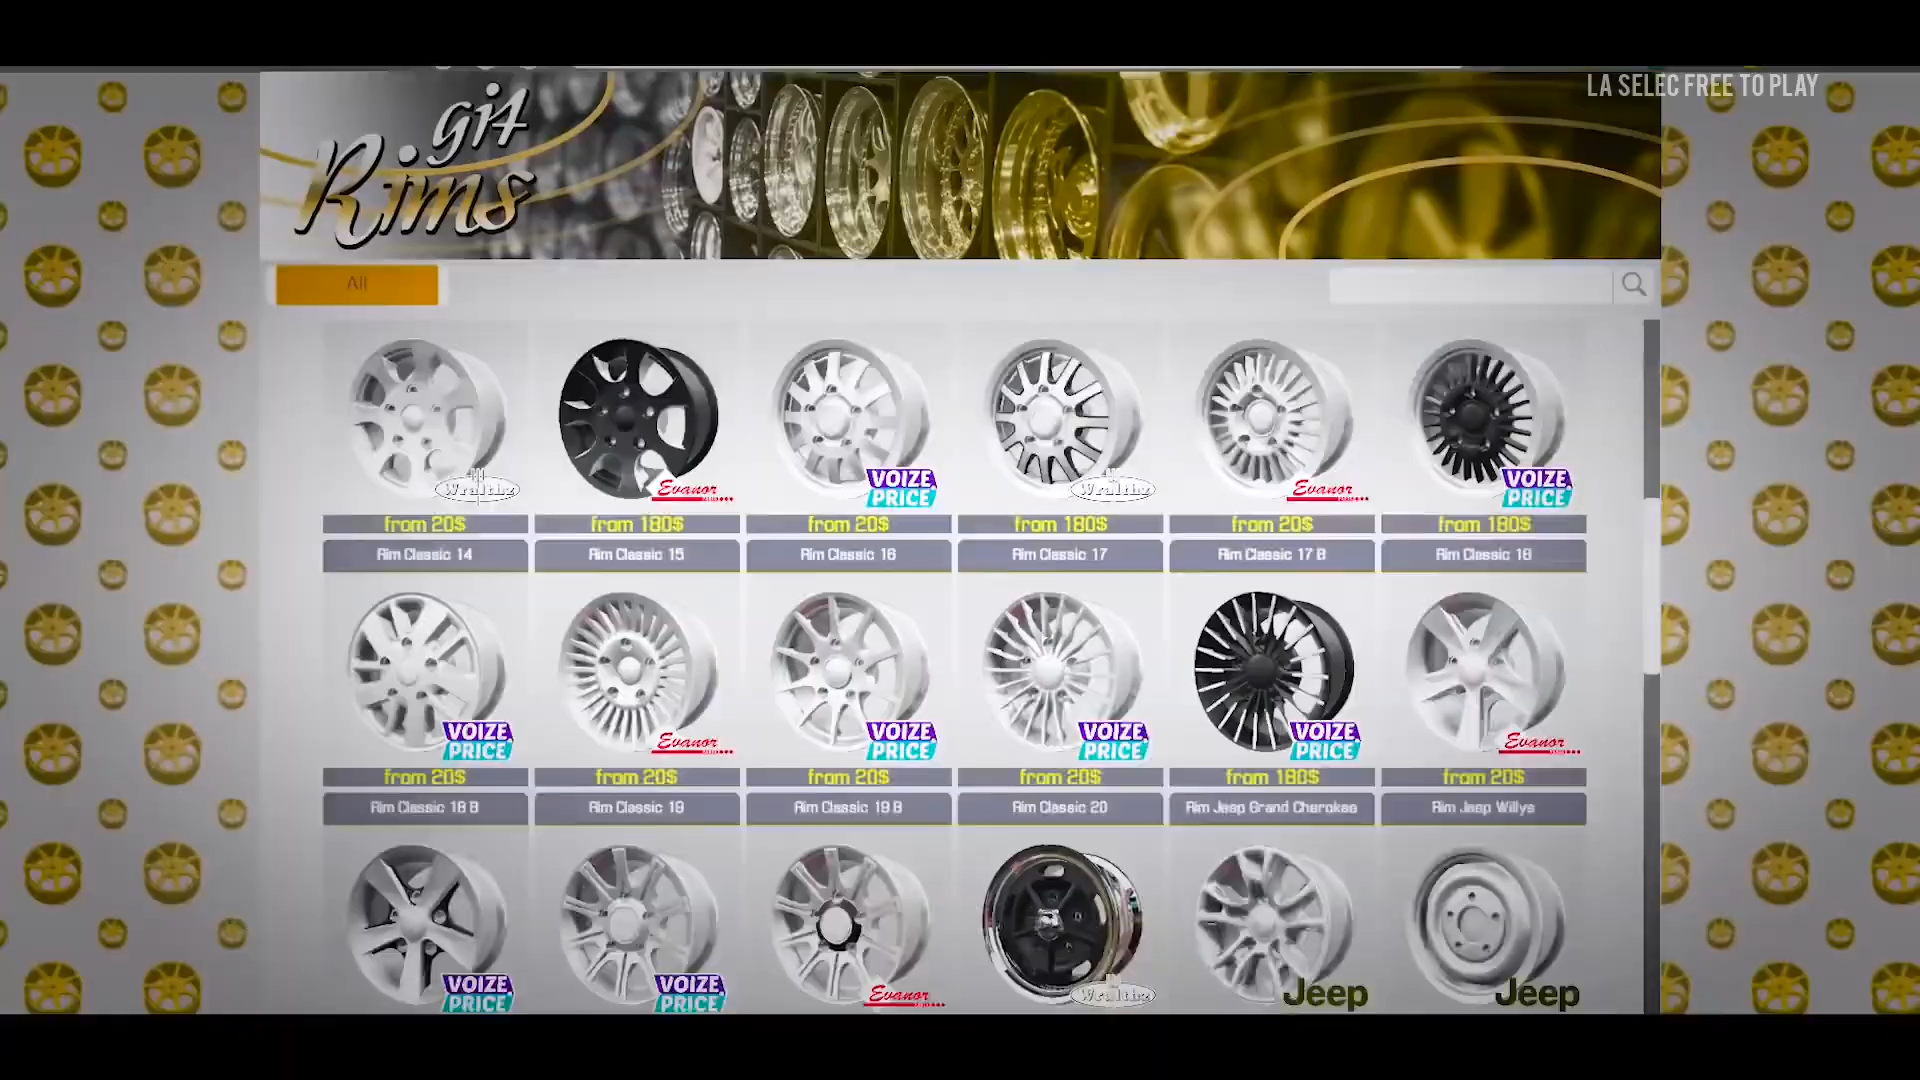 LA SELEC FREE TO PLAY
git
Rims
All
Wralthz
Evanor
VOIZE
PRICE
Wralthz
Evanor
VOIZE
PRICE
from 20$
from 180$
from 20$
from 180$
from 20$
from 180$
Rim Classic 14
Rim Classic 15
Rim Classic 16
Rim Classic 17
Rim Classic 17 B
Rim Classic 18
VOIZE
PRICE
Evanor
VOIZE
PRICE
VOIZE
PRICE
VOIZE
PRICE
Evanor
from 20$
from 20$
from 20$
from 20$
from 180$
from 20$
Rim Classic 18 B
Rim Classic 19
Rim Classic 19 B
Rim Classic 20
Rim Jeep Grand Cherokee
Rim Jeep Willys
VOIZE
PRICE
VOIZE
PRICE
Evanor
Wralthz
Jeep
Jeep